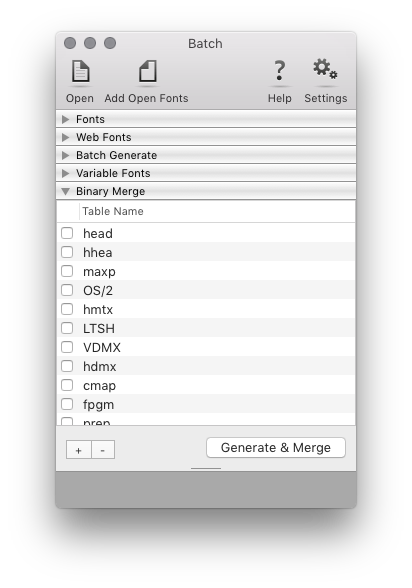 Batch
Open Add Open Fonts Help Settings
Fonts
Web Fonts
Batch Generate
Variable Fonts
Binary Merge
Table Name
head
hhea
maxp
OS/2
hmtx
LTSH
VDMX
hdmx
cmap
fpgm
prep
+ - Generate & Merge